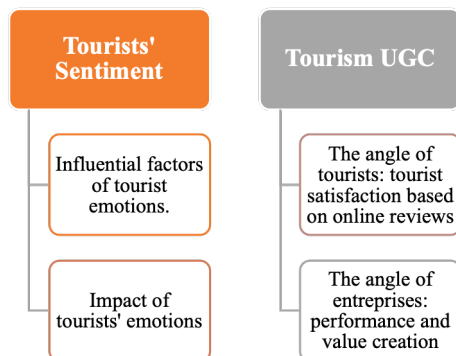 Tourists'
Sentiment
Influential factors
of tourist
emotions.
Impact of
tourists' emotions
Tourism UGC
The angle of
tourists: tourist
satisfaction based
on online reviews
The angle of
entreprises:
performance and
value creation